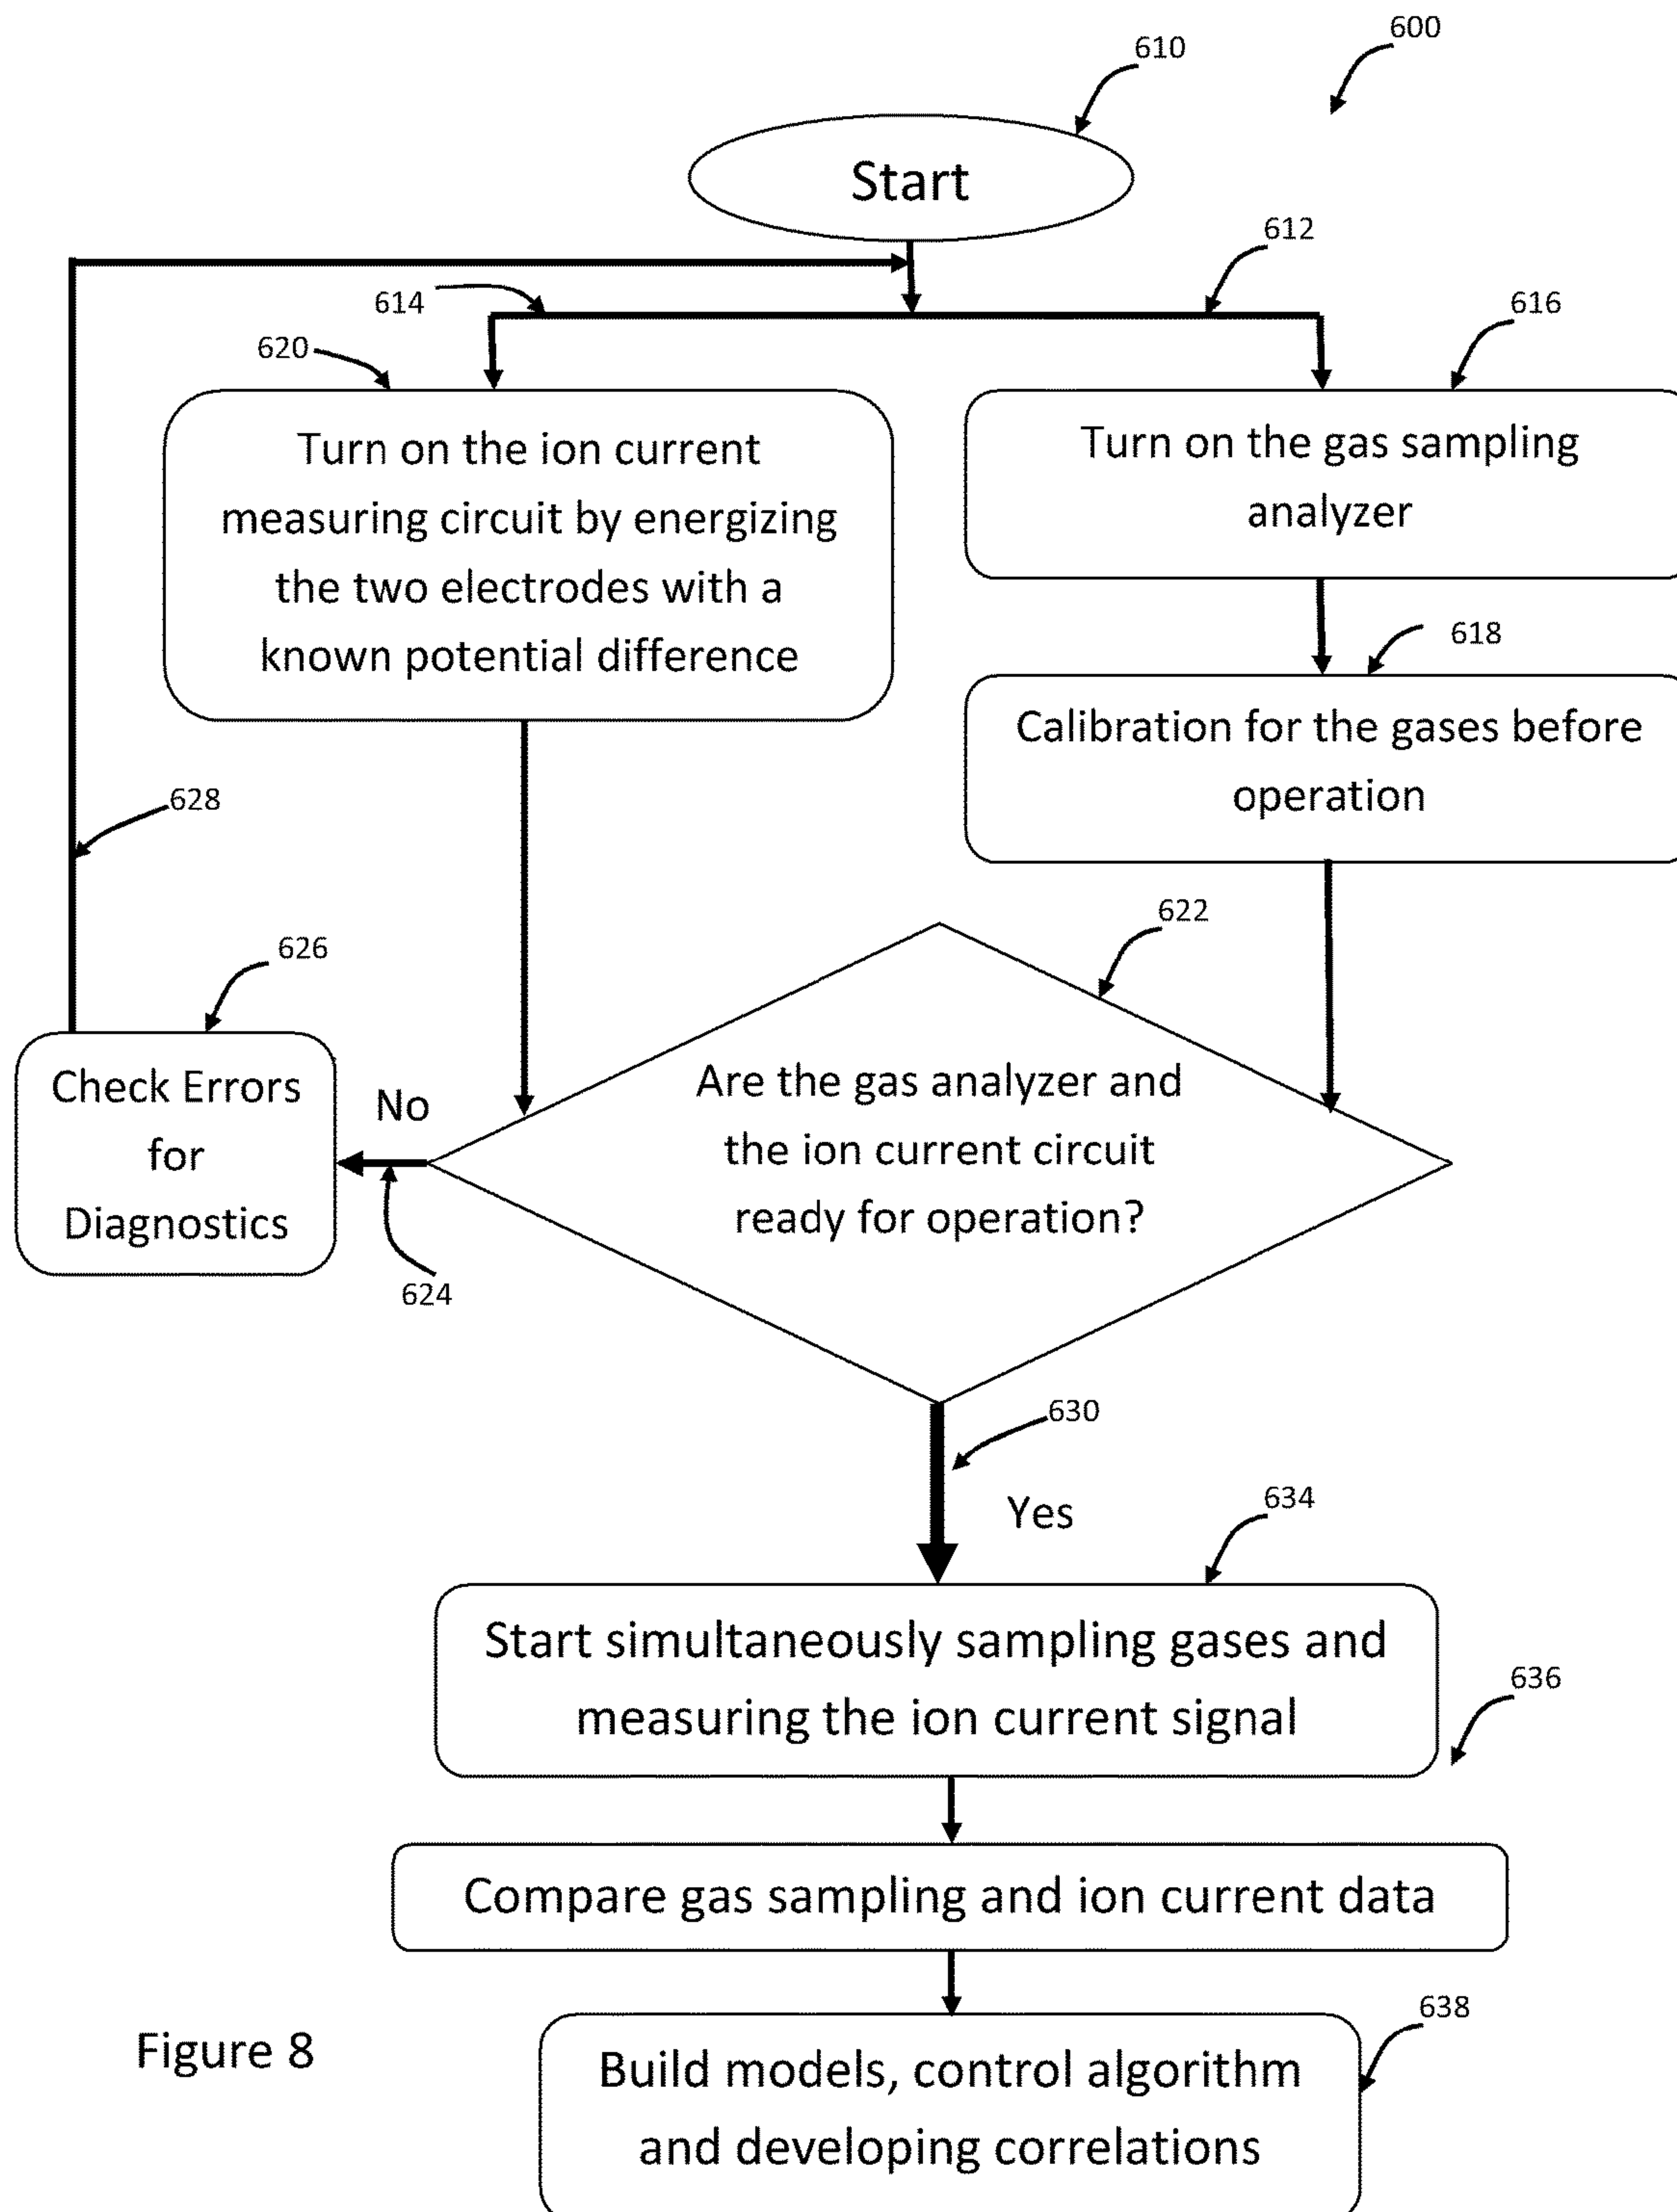 600
610
Start
612
614
616
620
Turn on the ion current
measuring circuit by energizing
the two electrodes with a
known potential difference
Turn on the gas sampling
analyzer
618
Calibration for the gases before
operation
628
622
626
Check Errors
for
Diagnostics
No
624
Are the gas analyzer and
the ion current circuit
ready for operation?
630
Yes
634
Start simultaneously sampling gases and
measuring the ion current signal
636
Compare gas sampling and ion current data
638
Build models, control algorithm
and developing correlations
Figure 8